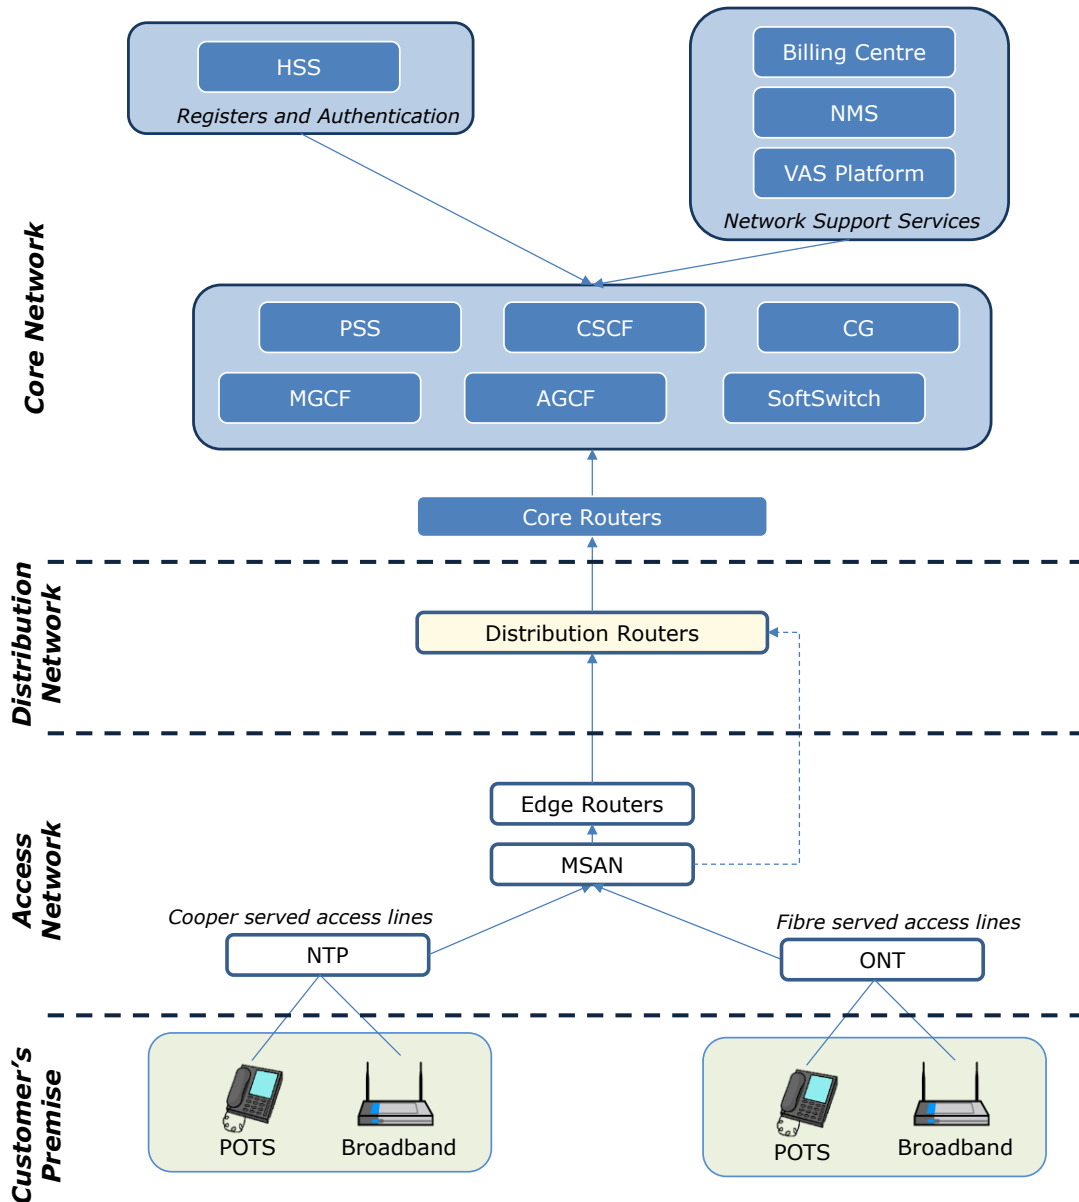 HSS
Registers and Authentication
Billing Centre
NMS
VAS Platform
Network Support Services
Core Network
PSS
CSCF
CG
MGCF
AGCF
SoftSwitch
Core Routers
Distribution
Network
Distribution Routers
Access
Network
Edge Routers
MSAN
Cooper served access lines
NTP
Fibre served access lines
ONT
Customer’s
Premise
POTS
Broadband
POTS
Broadband